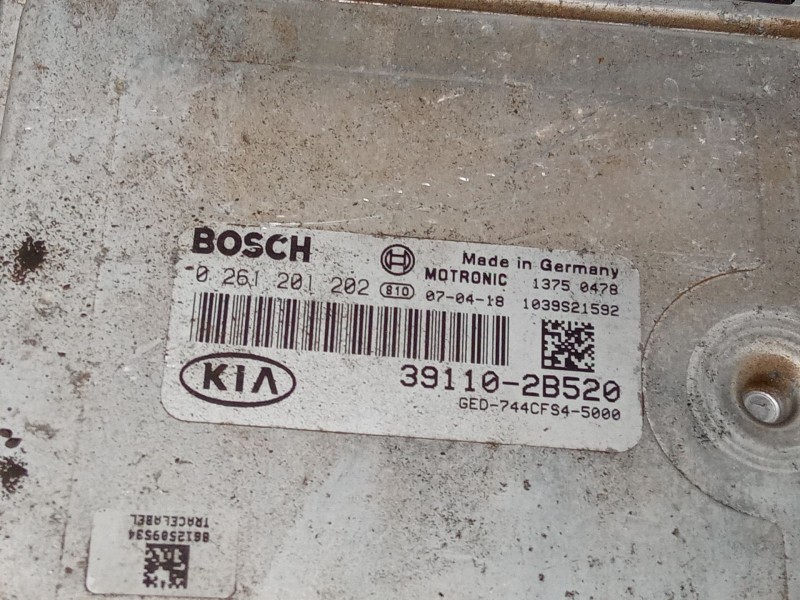 BOSCH
Made in Germany
MOTRONIC 1375 0478
0 261 201 202 810 07-04-18 1039S21592
KIA 39110-2B520
GED-744CFS4-5000
8612509534
TRACELABEL